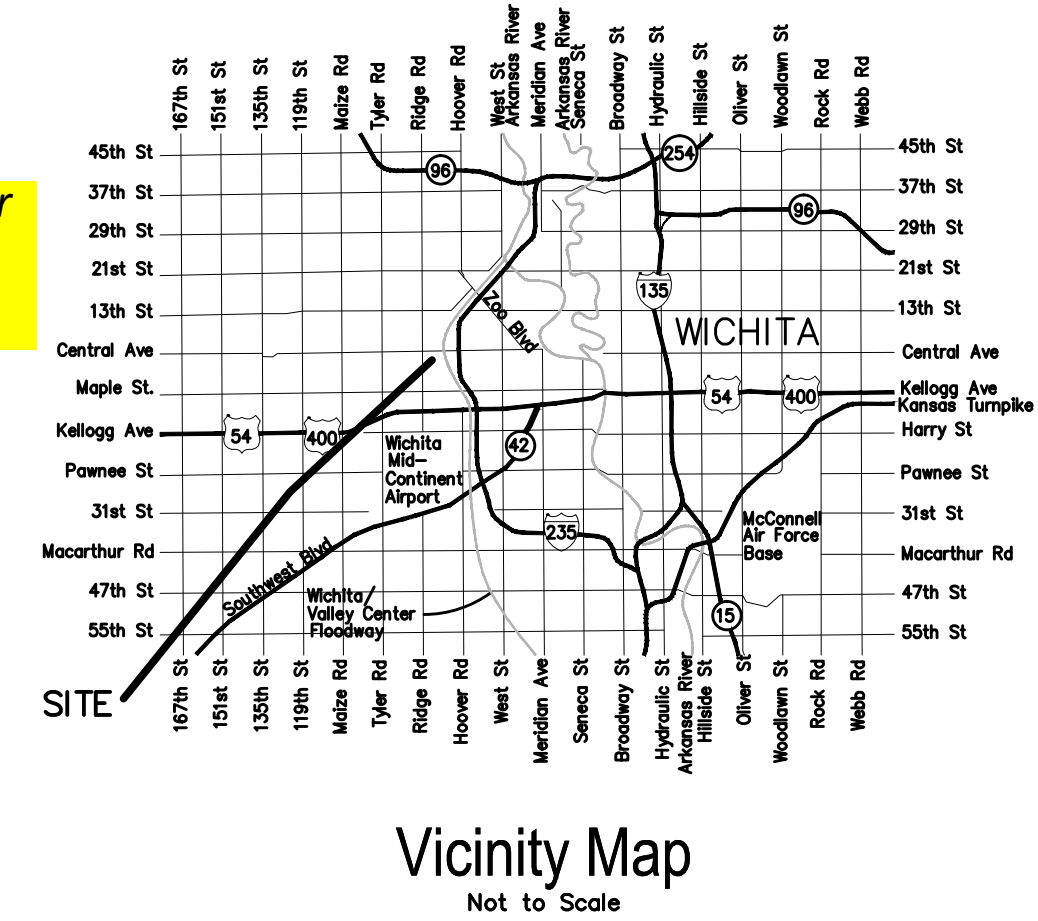 167th St
151st St
135th St
119th St
Maize Rd
Tyler Rd
Ridge Rd
Hoover Rd
West St
Arkansas River
Meridian Ave
Arkansas River
Seneca St
Broadway St
Hydraulic St
Hillside St
Oliver St
Woodlawn St
Rock Rd
Webb Rd
45th St
37th St
29th St
21st St
13th St
Central Ave
Maple St.
Kellogg Ave
Pawnee St
31st St
Macarthur Rd
47th St
55th St
r
96
254
96
135
Zoo Blvd
WICHITA
54
400
54
400
42
Wichita
Mid-
Continent
Airport
235
McConnell
Air Force
Base
Southwest Blvd
Wichita/
Valley Center
Floodway
15
SITE
45th St
37th St
29th St
21st St
13th St
Central Ave
Kellogg Ave
Kansas Turnpike
Harry St
Pawnee St
31st St
Macarthur Rd
47th St
55th St
167th St
151st St
135th St
119th St
Maize Rd
Tyler Rd
Ridge Rd
Hoover Rd
West St
Meridian Ave
Seneca St
Broadway St
Hydraulic St
Arkansas River
Hillside St
Oliver St
Woodlawn St
Rock Rd
Webb Rd
Vicinity Map
Not to Scale